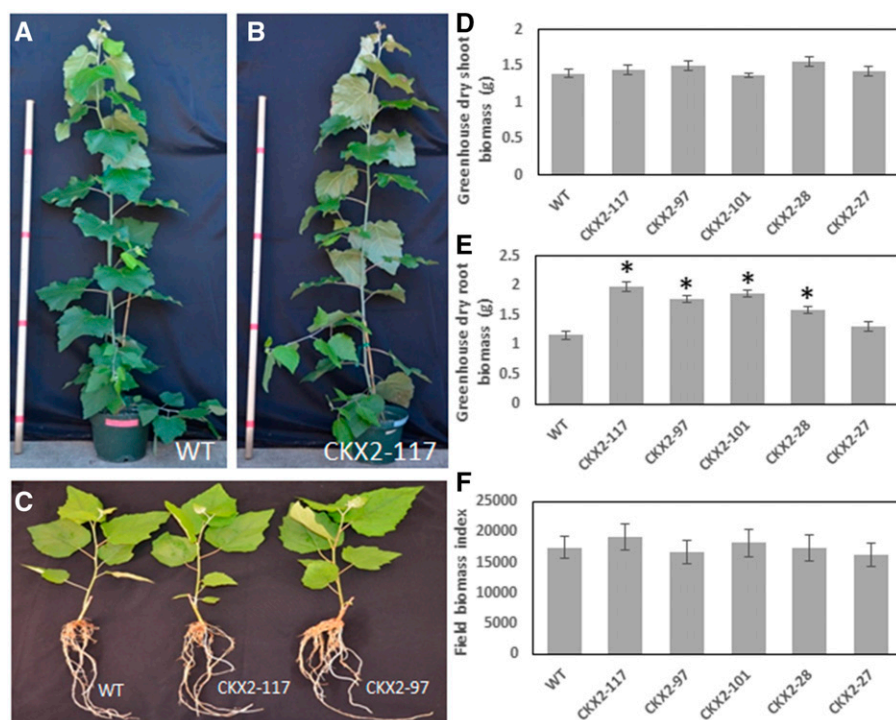 A
B
WT
CKX2-117
C
WT
CKX2-117
CKX2-97
D
Greenhouse dry shoot
biomass (g)
2
1.5
1
0.5
0
WT
CKX2-117
CKX2-97
CKX2-101
CKX2-28
CKX2-27
E
Greenhouse dry root
biomass (g)
2.5
2
1.5
1
0.5
0
*
*
*
*
WT
CKX2-117
CKX2-97
CKX2-101
CKX2-28
CKX2-27
F
Field biomass index
25000
20000
15000
10000
5000
0
WT
CKX2-117
CKX2-97
CKX2-101
CKX2-28
CKX2-27